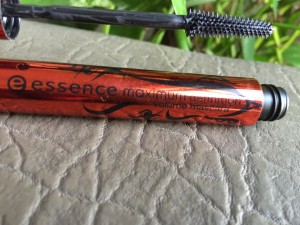 essence maximum definition
volume mascara